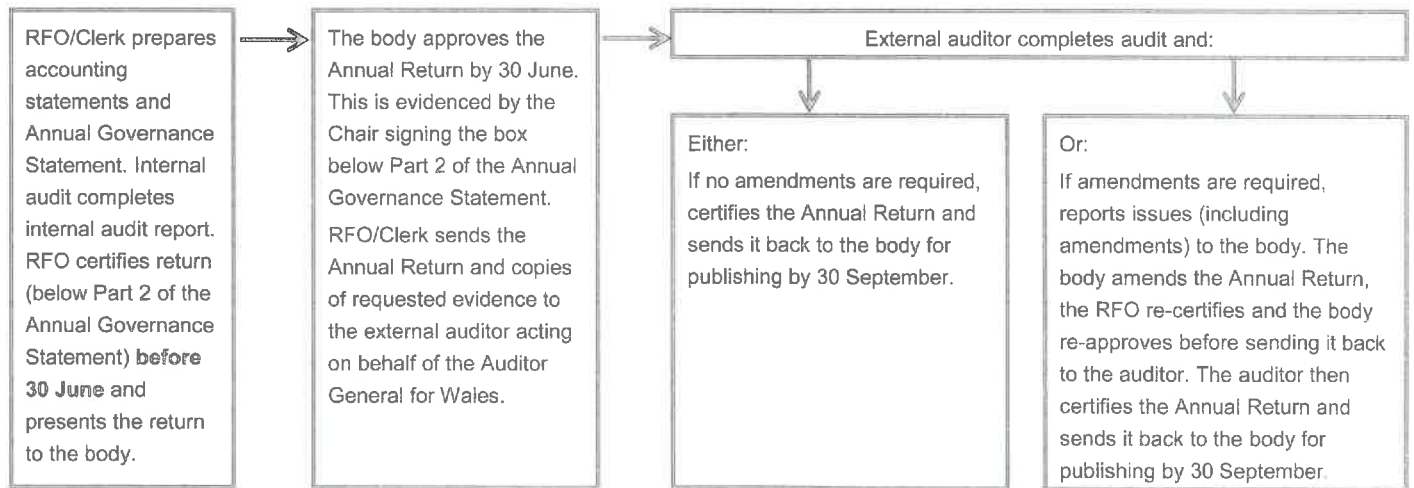 RFO/Clerk prepares
accounting
statements and
Annual Governance
Statement. Internal
audit completes
internal audit report.
RFO certifies return
(below Part 2 of the
Annual Governance
Statement) before
30 June and
presents the return
to the body.
The body approves the
Annual Return by 30 June.
This is evidenced by the
Chair signing the box
below Part 2 of the Annual
Governance Statement.
RFO/Clerk sends the
Annual Return and copies
of requested evidence to
the external auditor acting
on behalf of the Auditor
General for Wales.
External auditor completes audit and:
Either:
If no amendments are required,
certifies the Annual Return and
sends it back to the body for
publishing by 30 September.
Or:
If amendments are required,
reports issues (including
amendments) to the body. The
body amends the Annual Return,
the RFO re-certifies and the body
re-approves before sending it back
to the auditor. The auditor then
certifies the Annual Return and
sends it back to the body for
publishing by 30 September.